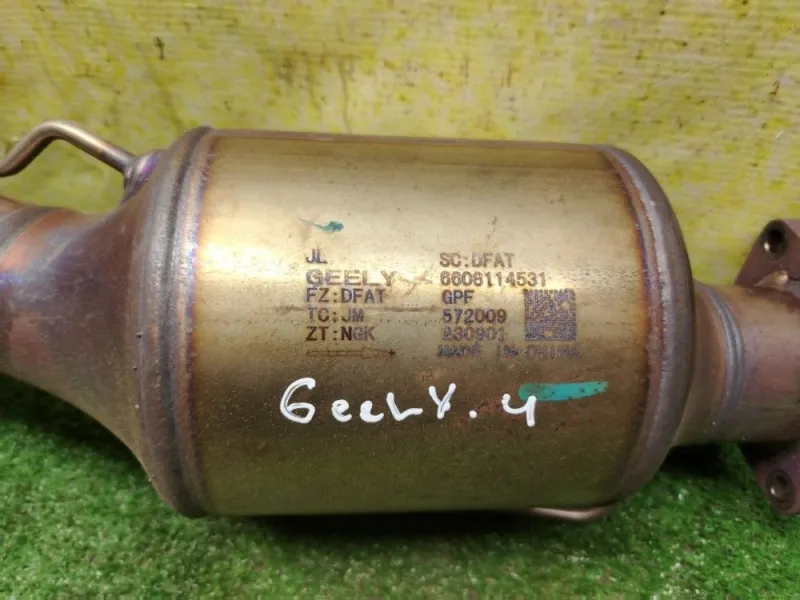 JL SC:DFAT
GEELY 6608114531
FZ:DFAT GPF
TC:JM 572009
ZT:NGK 230901
MADE IN CHINA
GeeLY.4